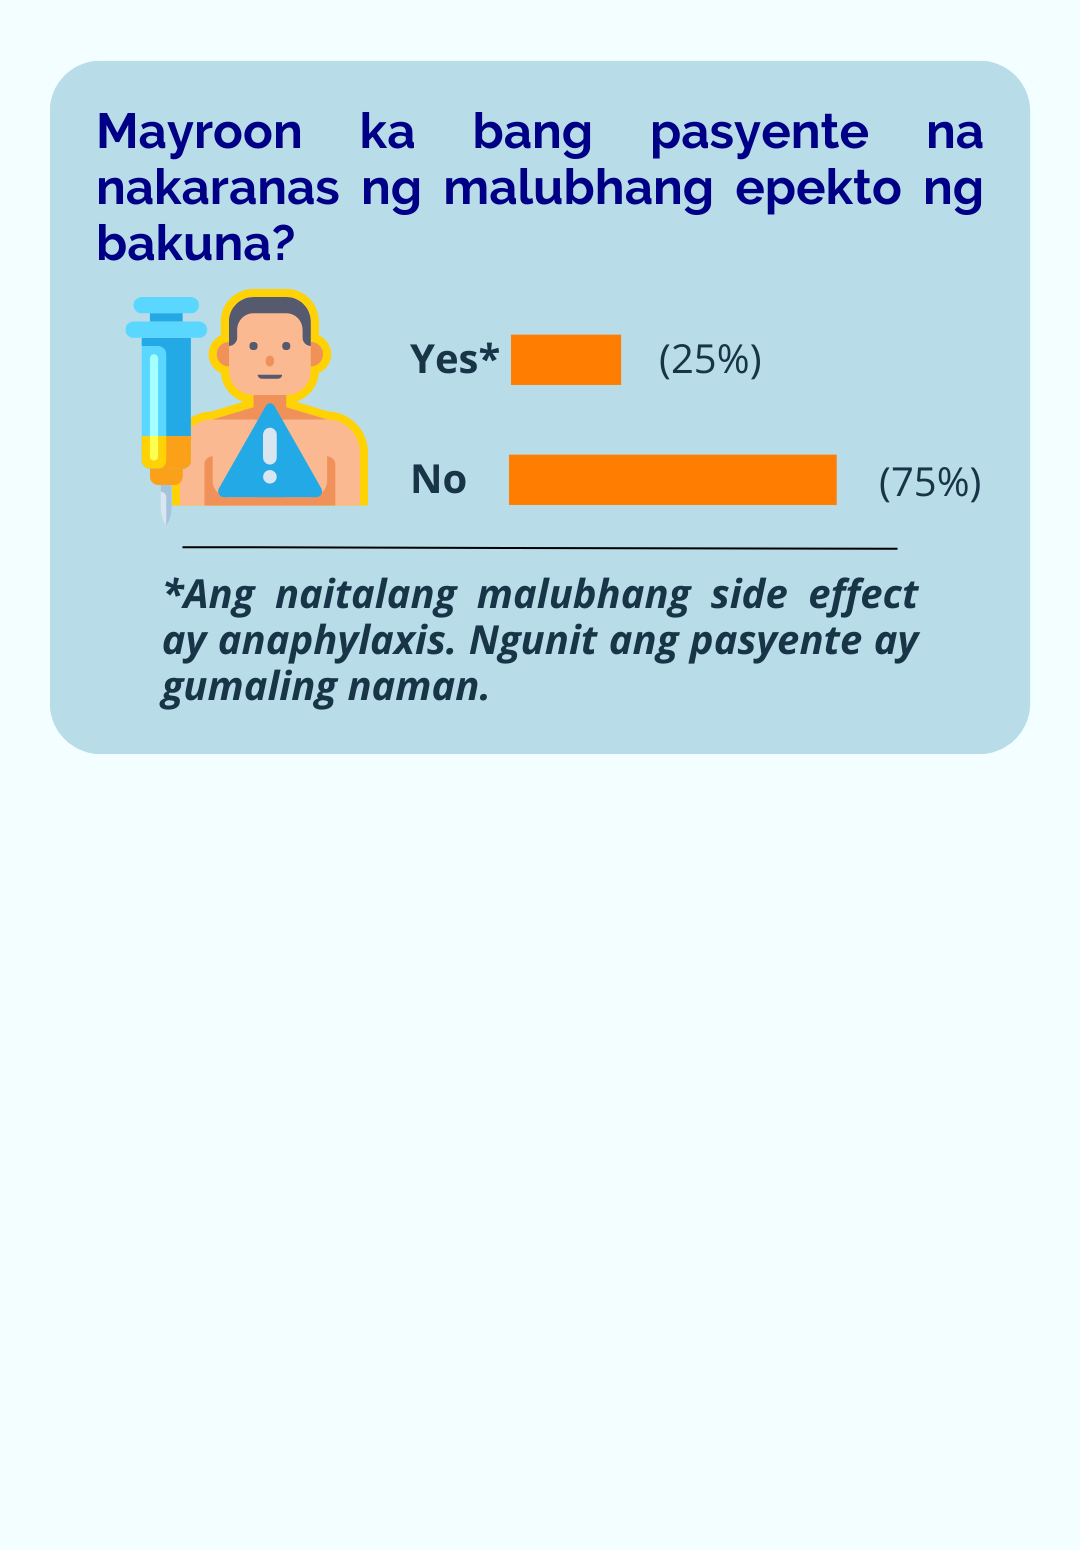 Mayroon ka bang pasyente na
nakaranas ng malubhang epekto ng
bakuna?
Yes* (25%)
No (75%)
*Ang naitalang malubhang side effect
ay anaphylaxis. Ngunit ang pasyente ay
gumaling naman.